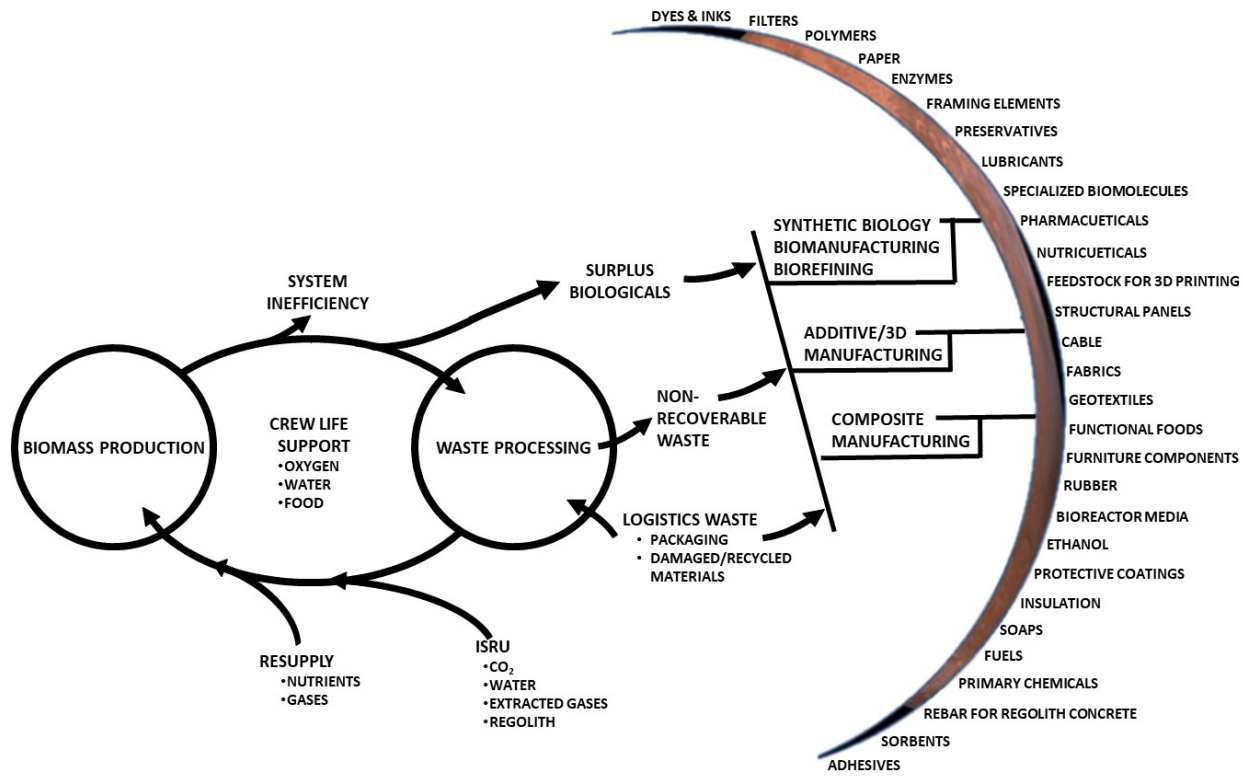 DYES & INKS
FILTERS
POLYMERS
PAPER
ENZYMES
FRAMING ELEMENTS
PRESERVATIVES
LUBRICANTS
SPECIALIZED BIOMOLECULES
PHARMACUETICALS
NUTRICUETICALS
FEEDSTOCK FOR 3D PRINTING
STRUCTURAL PANELS
CABLE
FABRICS
GEOTEXTILES
FUNCTIONAL FOODS
FURNITURE COMPONENTS
RUBBER
BIOREACTOR MEDIA
ETHANOL
PROTECTIVE COATINGS
INSULATION
SOAPS
FUELS
PRIMARY CHEMICALS
REBAR FOR REGOLITH CONCRETE
SORBENTS
ADHESIVES
SYNTHETIC BIOLOGY
BIOMANUFACTURING
BIOREFINING
ADDITIVE/3D
MANUFACTURING
COMPOSITE
MANUFACTURING
SURPLUS
BIOLOGICALS
SYSTEM
INEFFICIENCY
NON-
RECOVERABLE
WASTE
BIOMASS PRODUCTION
CREW LIFE
SUPPORT
•OXYGEN
•WATER
•FOOD
WASTE PROCESSING
LOGISTICS WASTE
• PACKAGING
• DAMAGED/RECYCLED
MATERIALS
RESUPPLY
•NUTRIENTS
•GASES
ISRU
•CO₂
•WATER
•EXTRACTED GASES
•REGOLITH